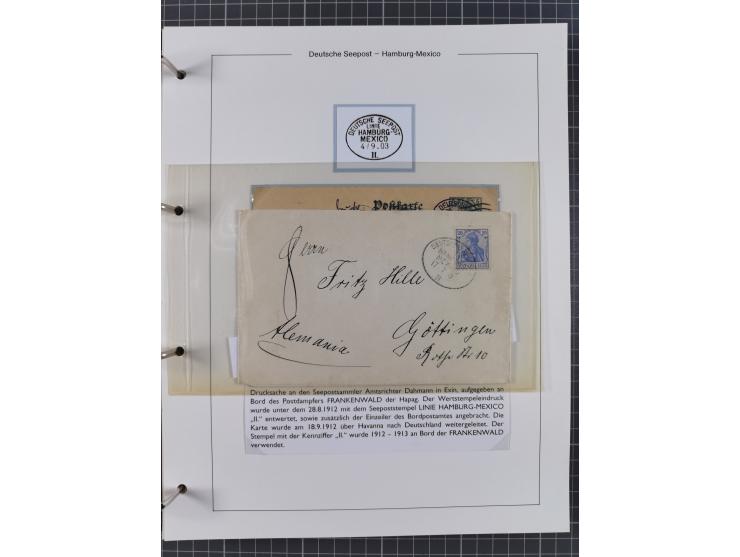 Deutsche Seepost – Hamburg-Mexico
DEUTSCHE SEEPOST
LINIE
HAMBURG
MEXICO
4/9.03
II.
Postkarte
Herrn
Fritz Hille
Göttingen
Alemania
Drucksache an den Seepostsammler Amtsrichter Dahmann in Exin, aufgegeben an
Bord des Postdampfers FRANKENWALD der Hapag. Der Wertstempeleindruck
wurde unter dem 28.8.1912 mit dem Seepoststempel LINIE HAMBURG-MEXICO
„II.“ entwertet, sowie zusätzlich der Einzeiler des Bordpostamtes angebracht. Die
Karte wurde am 18.9.1912 über Havanna nach Deutschland weitergeleitet. Der
Stempel mit der Kennziffer „II.“ wurde 1912 – 1913 an Bord der FRANKENWALD
verwendet.